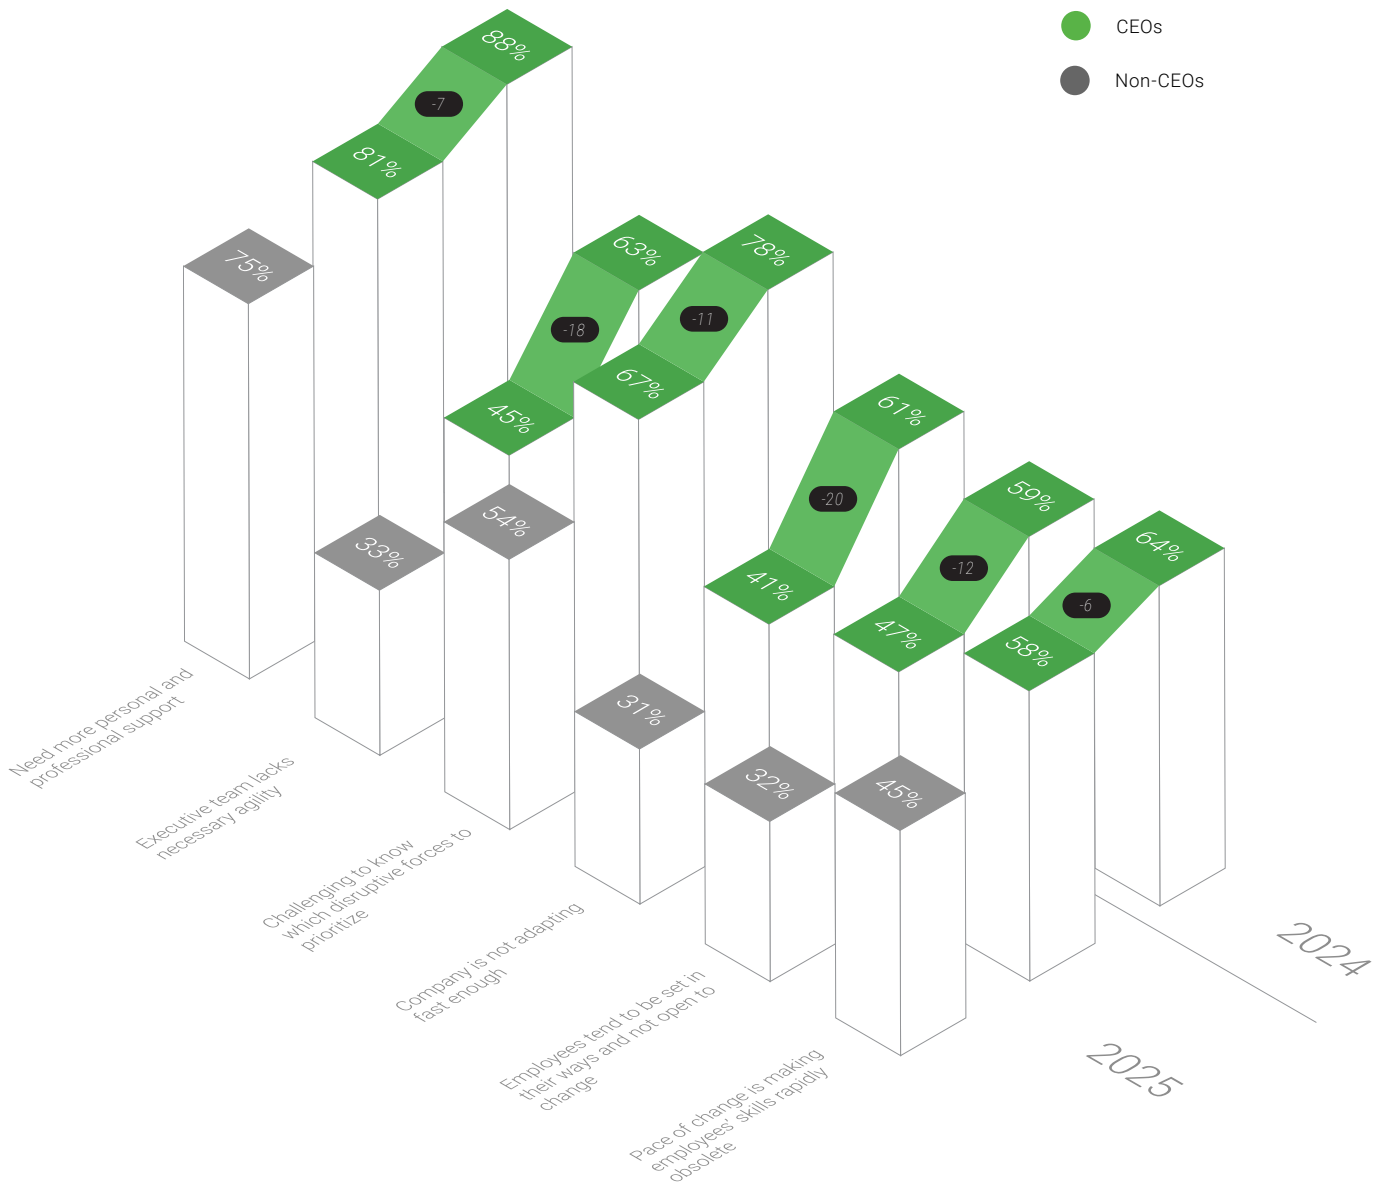 CEOs
Non-CEOs
88%
-7
81%
75%
63%
78%
-18
-11
67%
45%
61%
59%
-20
54%
33%
64%
-12
41%
-6
47%
58%
31%
32%
45%
Need more personal and
professional support
Executive team lacks
necessary agility
Challenging to know
which disruptive forces to
prioritize
Company is not adapting
fast enough
Employees tend to be set in
their ways and not open to
change
Pace of change is making
employees' skills rapidly
obsolete
2024
2025